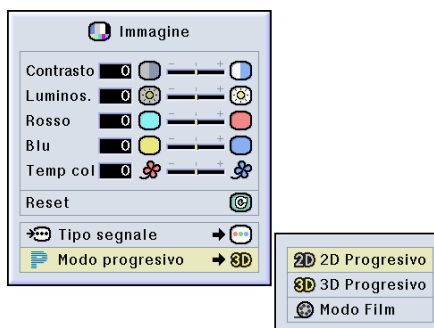 Immagine
Contrasto 0
Luminos. 0
Rosso 0
Blu 0
Temp col 0
Reset
Tipo segnale
P Modo progresivo 3D
2D 2D Progresivo
3D 3D Progresivo
Modo Film